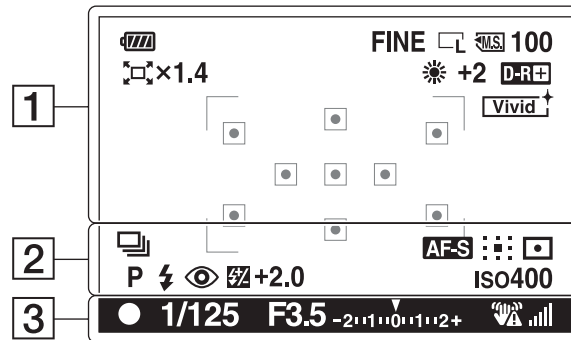 FINE L M.S. 100
×1.4 +2 D-R+
1
Vivid+
2
AF-S
P +2.0 ISO400
3
1/125 F3.5 -2··1··0··1··2+